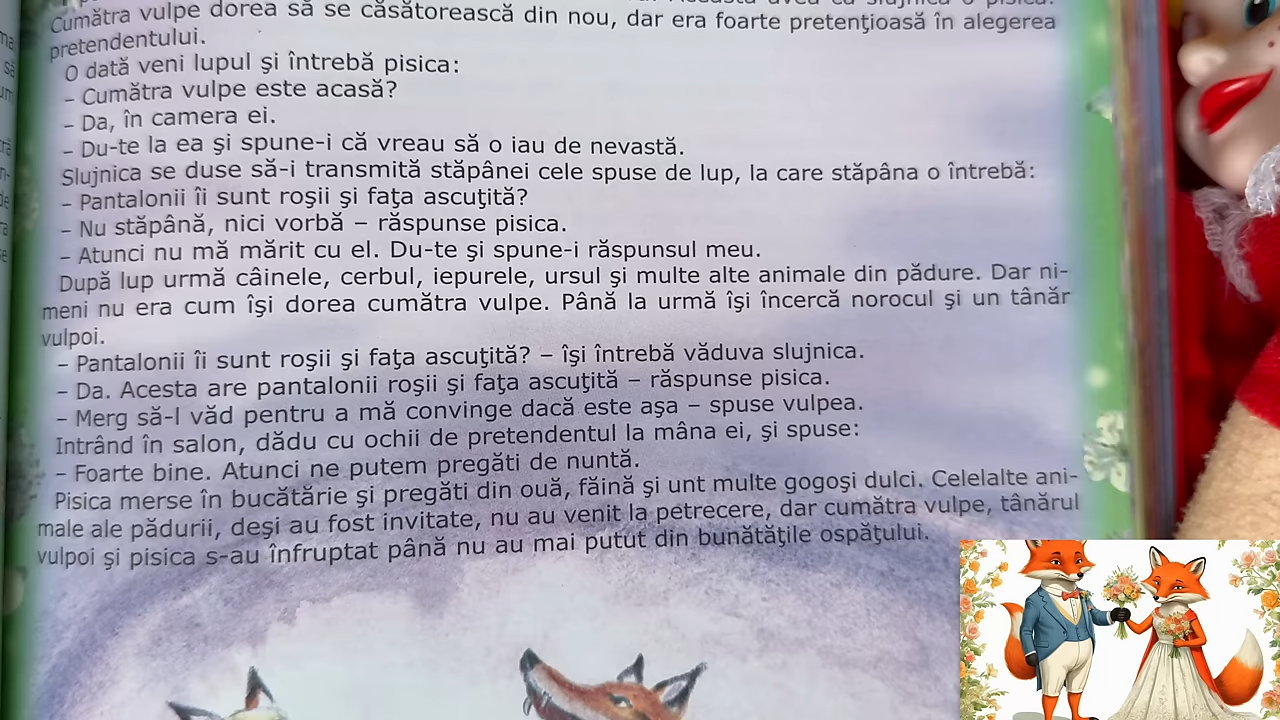 Cumătra vulpe dorea să se căsătorească din nou, dar era foarte pretenţioasă în alegerea
pretendentului.
O dată veni lupul şi întrebă pisica:
– Cumătra vulpe este acasă?
– Da, în camera ei.
– Du-te la ea şi spune-i că vreau să o iau de nevastă.
Slujnica se duse să-i transmită stăpânei cele spuse de lup, la care stăpâna o întrebă:
– Pantalonii îi sunt roşii şi faţa ascuţită?
– Nu stăpână, nici vorbă – răspunse pisica.
– Atunci nu mă mărit cu el. Du-te şi spune-i răspunsul meu.
După lup urmă câinele, cerbul, iepurele, ursul şi multe alte animale din pădure. Dar ni-
meni nu era cum îşi dorea cumătra vulpe. Până la urmă îşi încercă norocul şi un tânăr
vulpoi.
– Pantalonii îi sunt roşii şi faţa ascuţită? – îşi întrebă văduva slujnica.
– Da. Acesta are pantalonii roşii şi faţa ascuţită – răspunse pisica.
– Merg să-l văd pentru a mă convinge dacă este aşa – spuse vulpea.
Intrând în salon, dădu cu ochii de pretendentul la mâna ei, şi spuse:
– Foarte bine. Atunci ne putem pregăti de nuntă.
Pisica merse în bucătărie şi pregăti din ouă, făină şi unt multe gogoşi dulci. Celelalte ani-
male ale pădurii, deşi au fost invitate, nu au venit la petrecere, dar cumătra vulpe, tânărul
vulpoi şi pisica s-au înfruptat până nu au mai putut din bunătăţile ospăţului.